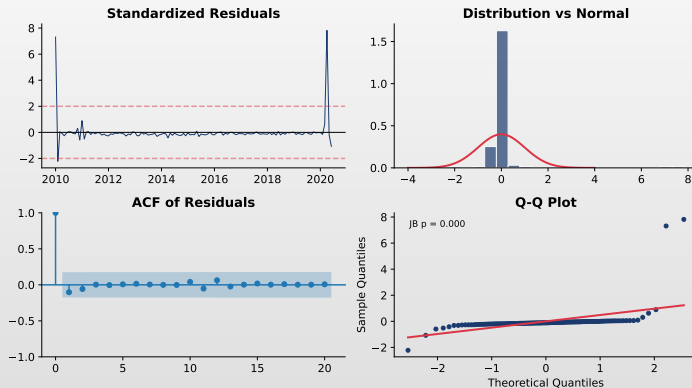 Standardized Residuals
8
6
4
2
0
−2
2010 2012 2014 2016 2018 2020
Distribution vs Normal
1.5
1.0
0.5
0.0
−4 −2 0 2 4 6 8
ACF of Residuals
1.0
0.5
0.0
−0.5
−1.0
0 5 10 15 20
Q-Q Plot
JB p = 0.000
Sample Quantiles
8
6
4
2
0
−2
−2 −1 0 1 2
Theoretical Quantiles